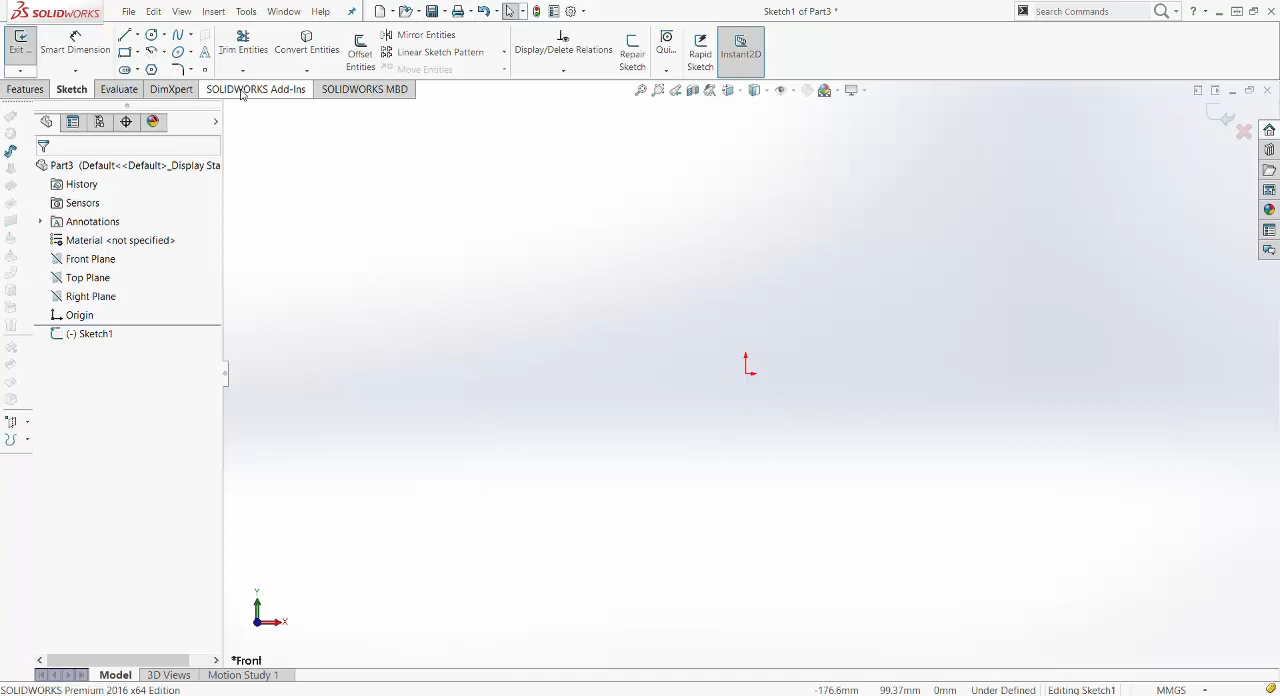 SOLIDWORKS File Edit View Insert Tools Window Help Sketch1 of Part3 * Search Commands ?
Exit ... Smart Dimension Trim Entities Convert Entities Offset Entities Mirror Entities Display/Delete Relations Repair Sketch Qui... Rapid Sketch Instant2D
Linear Sketch Pattern
Move Entities
Features Sketch Evaluate DimXpert SOLIDWORKS Add-Ins SOLIDWORKS MBD
Part3 (Default<<Default>_Display Sta
History
Sensors
Annotations
Material <not specified>
Front Plane
Top Plane
Right Plane
Origin
(-) Sketch1
Y
X
*Front
Model 3D Views Motion Study 1
SOLIDWORKS Premium 2016 x64 Edition -176.6mm 99.37mm 0mm Under Defined Editing Sketch1 MMGS